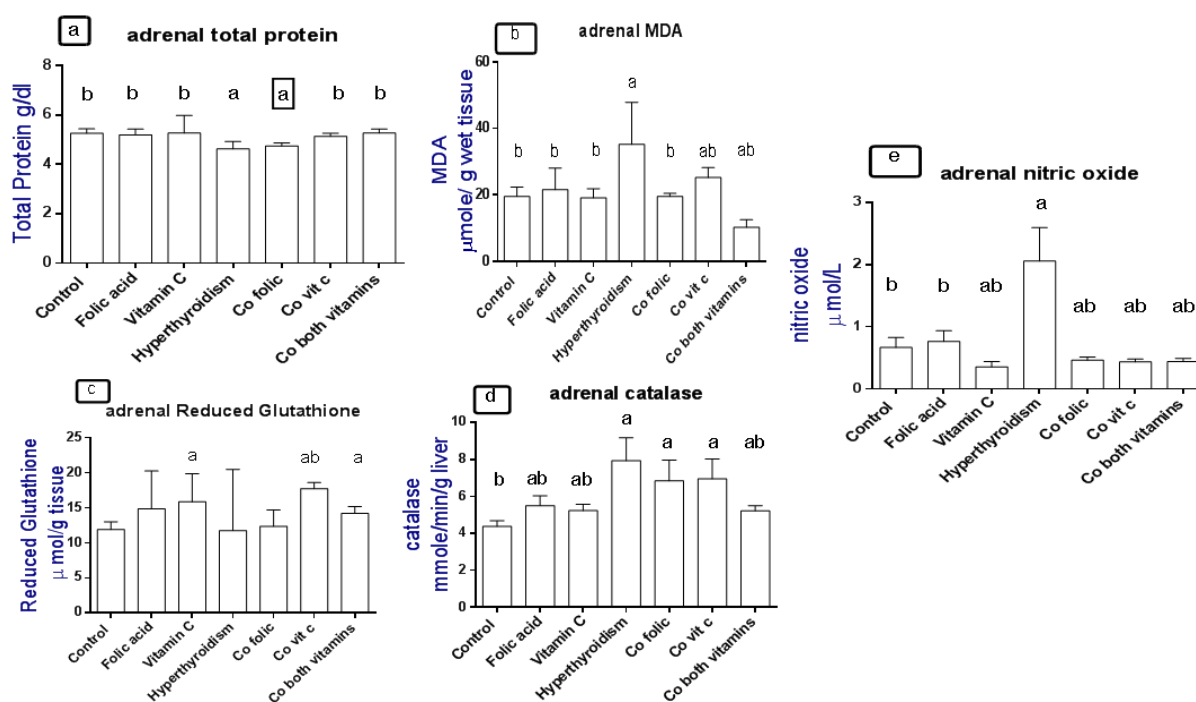 a adrenal total protein
Total Protein g/dl
8
6
4
2
0
b b b a a b b
Control
Folic acid
Vitamin C
Hyperthyroidism
Co folic
Co vit c
Co both vitamins
b adrenal MDA
MDA
µmole/ g wet tissue
60
40
20
0
b b b a b ab ab
Control
Folic acid
Vitamin C
Hyperthyroidism
Co folic
Co vit c
Co both vitamins
c
adrenal Reduced Glutathione
Reduced Glutathione
µ mol/g tissue
25
20
15
10
5
0
a ab a
Control
Folic acid
Vitamin C
Hyperthyroidism
Co folic
Co vit c
Co both vitamins
d adrenal catalase
catalase
mmole/min/g liver
10
8
6
4
2
0
b ab ab a a a ab
Control
Folic acid
Vitamin C
Hyperthyroidism
Co folic
Co vit c
Co both vitamins
e
adrenal nitric oxide
nitric oxide
µ mol/L
3
2
1
0
b b ab a ab ab ab
Control
Folic acid
Vitamin C
Hyperthyroidism
Co folic
Co vit c
Co both vitamins